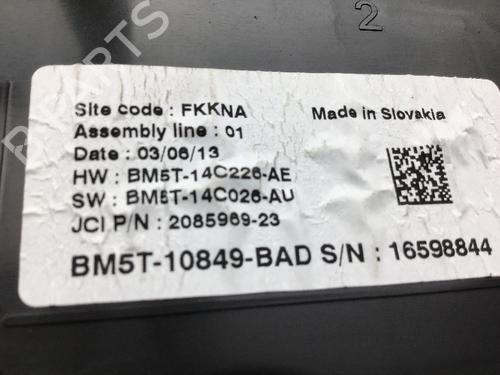 2
Site code : FKKNA
Made in Slovakia
Assembly line : 01
Date : 03/06/13
HW : BM5T-14C226-AE
SW : BM5T-14C026-AU
JCI P/N : 2085969-23
BM5T-10849-BAD S/N : 16598844